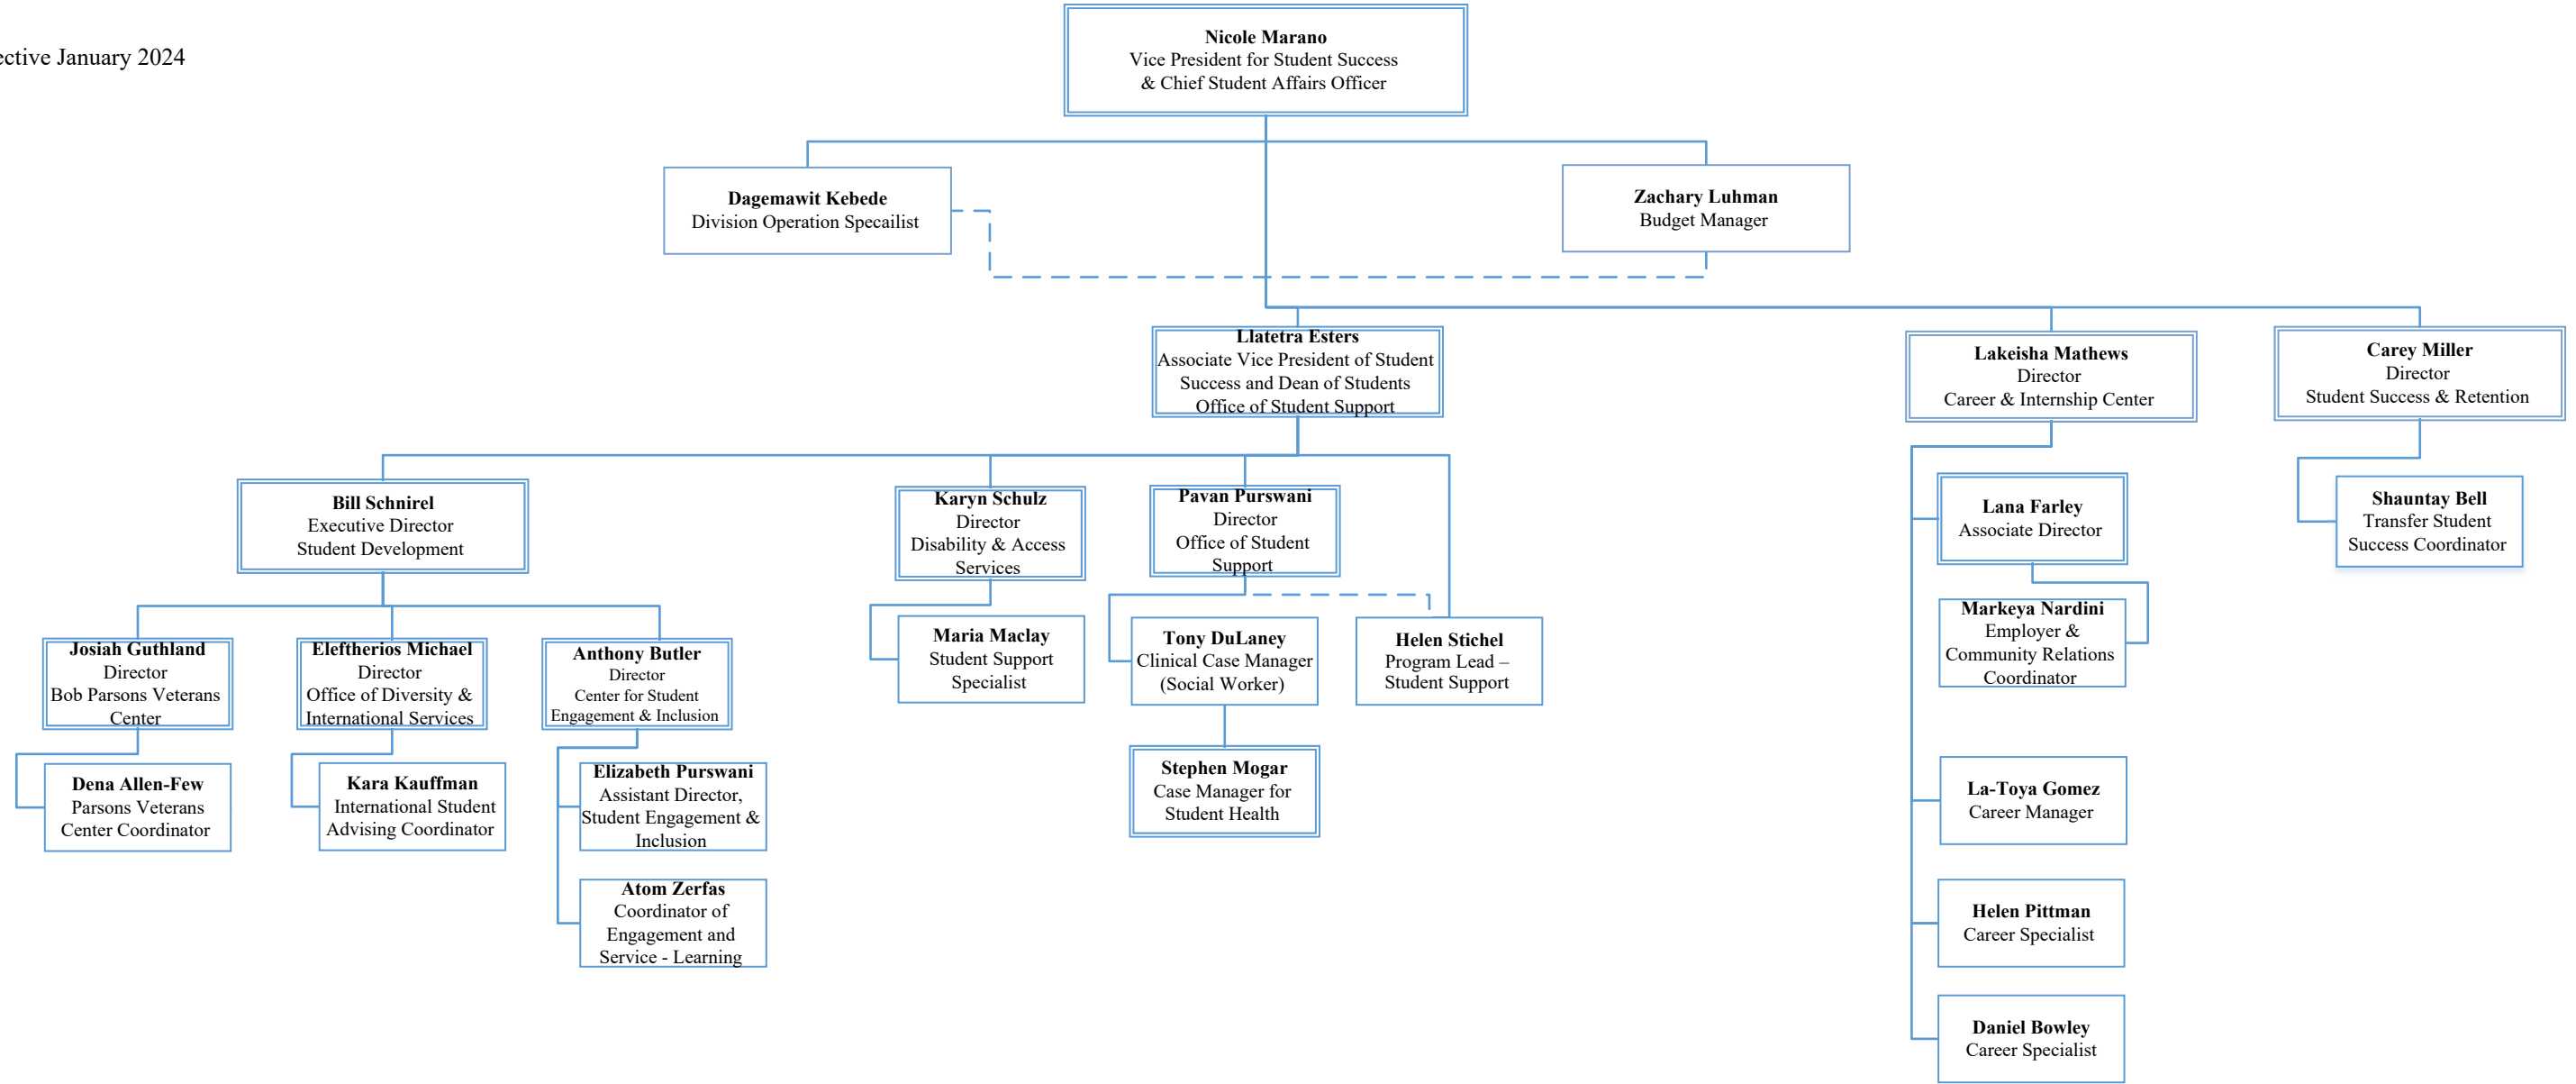 January 2024
Nicole Marano
Vice President for Student Success
& Chief Student Affairs Officer
Dagemawit Kebede
Division Operation Specailist
Zachary Luhman
Budget Manager
Llatetra Esters
Associate Vice President of Student
Success and Dean of Students
Office of Student Support
Lakeisha Mathews
Director
Career & Internship Center
Carey Miller
Director
Student Success & Retention
Bill Schnirel
Executive Director
Student Development
Karyn Schulz
Director
Disability & Access
Services
Pavan Purswani
Director
Office of Student
Support
Lana Farley
Associate Director
Shauntay Bell
Transfer Student
Success Coordinator
Josiah Guthland
Director
Bob Parsons Veterans
Center
Eleftherios Michael
Director
Office of Diversity &
International Services
Anthony Butler
Director
Center for Student
Engagement & Inclusion
Maria Maclay
Student Support
Specialist
Tony DuLaney
Clinical Case Manager
(Social Worker)
Helen Stichel
Program Lead –
Student Support
Markeya Nardini
Employer &
Community Relations
Coordinator
Dena Allen-Few
Parsons Veterans
Center Coordinator
Kara Kauffman
International Student
Advising Coordinator
Elizabeth Purswani
Assistant Director,
Student Engagement &
Inclusion
Stephen Mogar
Case Manager for
Student Health
La-Toya Gomez
Career Manager
Atom Zerfas
Coordinator of
Engagement and
Service - Learning
Helen Pittman
Career Specialist
Daniel Bowley
Career Specialist